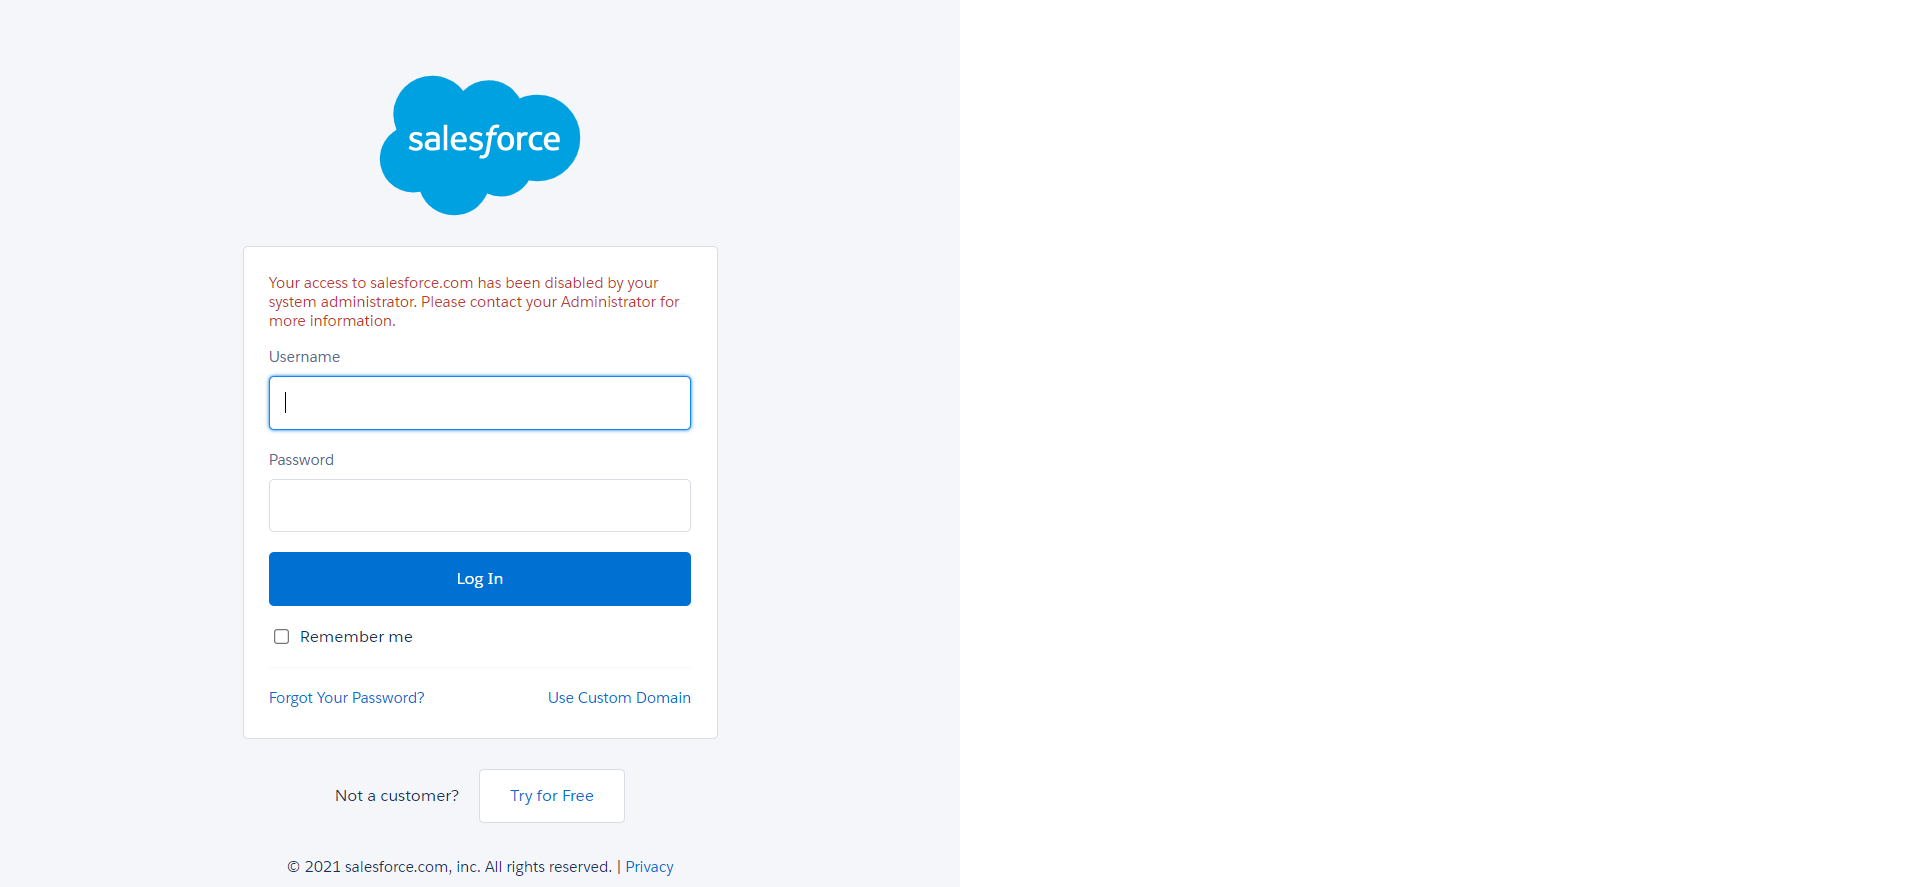 salesforce
Your access to salesforce.com has been disabled by your
system administrator. Please contact your Administrator for
more information.
Username
Password
Log In
Remember me
Forgot Your Password? Use Custom Domain
Not a customer? Try for Free
© 2021 salesforce.com, inc. All rights reserved. | Privacy